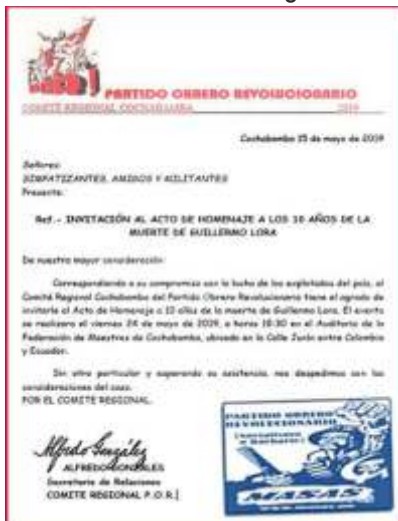 PARTIDO OBRERO REVOLUCIONARIO
COMITÉ REGIONAL COCHABAMBA 2019
Cochabamba 15 de mayo de 2019
Señores:
SIMPATIZANTES, AMIGOS Y MILITANTES
Presente.
Ref.- INVITACIÓN AL ACTO DE HOMENAJE A LOS 10 AÑOS DE LA
MUERTE DE GUILLERMO LORA
De nuestra mayor consideración:
Correspondiendo a su compromiso con la lucha de los explotados del país, el
Comité Regional Cochabamba del Partido Obrero Revolucionario tiene el agrado de
invitarle al Acto de Homenaje a 10 años de la muerte de Guillermo Lora. El evento
se realizara el viernes 24 de mayo de 2019, a horas 18:30 en el Auditorio de la
Federación de Maestros de Cochabamba, ubicado en la Calle Junín entre Colombia
y Ecuador.
Sin otro particular y esperando su asistencia, nos despedimos con las
consideraciones del caso.
POR EL COMITE REGIONAL.
Alfredo González
ALFREDO GONZALES
Secretario de Relaciones
COMITE REGIONAL P.O.R.
PARTIDO OBRERO
REVOLUCIONARIO
MASAS